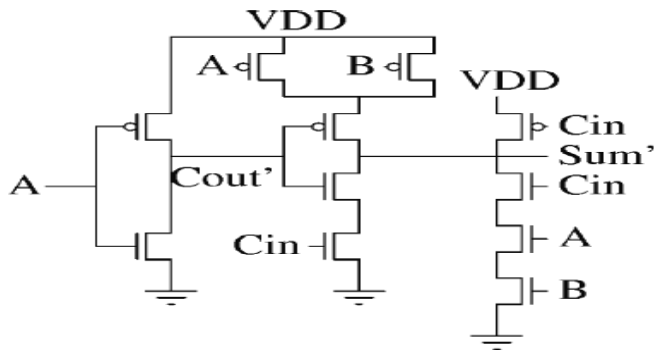 VDD
A B
VDD
Cin
Sum'
A Cout' Cin
Cin A
B